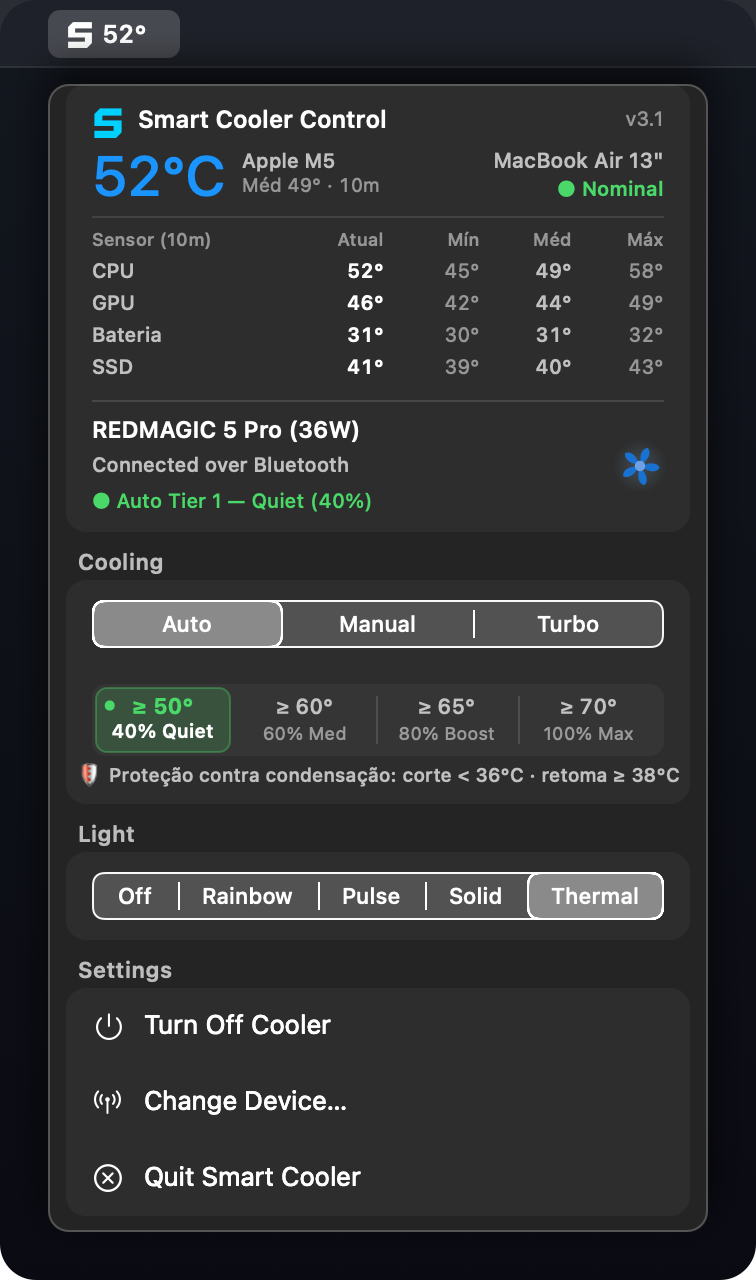 52°
Smart Cooler Control v3.1
52°C Apple M5 MacBook Air 13"
Méd 49° · 10m Nominal
Sensor (10m) Atual Mín Méd Máx
CPU 52° 45° 49° 58°
GPU 46° 42° 44° 49°
Bateria 31° 30° 31° 32°
SSD 41° 39° 40° 43°
REDMAGIC 5 Pro (36W)
Connected over Bluetooth
Auto Tier 1 — Quiet (40%)
Cooling
Auto Manual Turbo
≥ 50° ≥ 60° ≥ 65° ≥ 70°
40% Quiet 60% Med 80% Boost 100% Max
Proteção contra condensação: corte < 36°C · retoma ≥ 38°C
Light
Off Rainbow Pulse Solid Thermal
Settings
Turn Off Cooler
Change Device...
Quit Smart Cooler